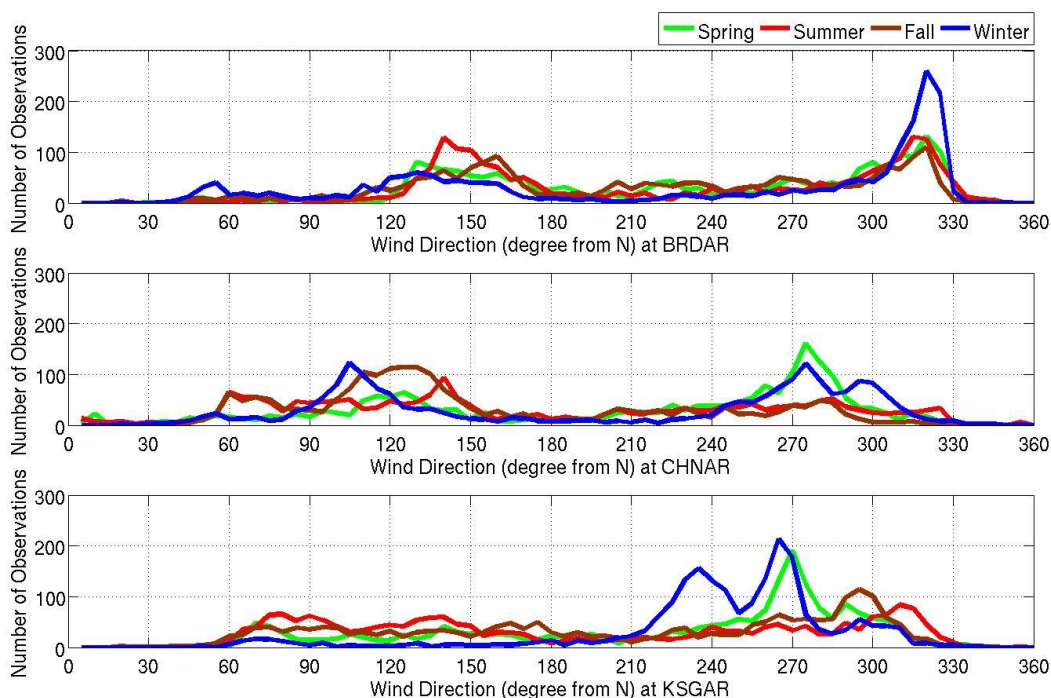 Spring Summer Fall Winter
Number of Observations
300
200
100
0
0 30 60 90 120 150 180 210 240 270 300 330 360
Wind Direction (degree from N) at BRDAR
Number of Observations
300
200
100
0
0 30 60 90 120 150 180 210 240 270 300 330 360
Wind Direction (degree from N) at CHNAR
Number of Observations
300
200
100
0
0 30 60 90 120 150 180 210 240 270 300 330 360
Wind Direction (degree from N) at KSGAR